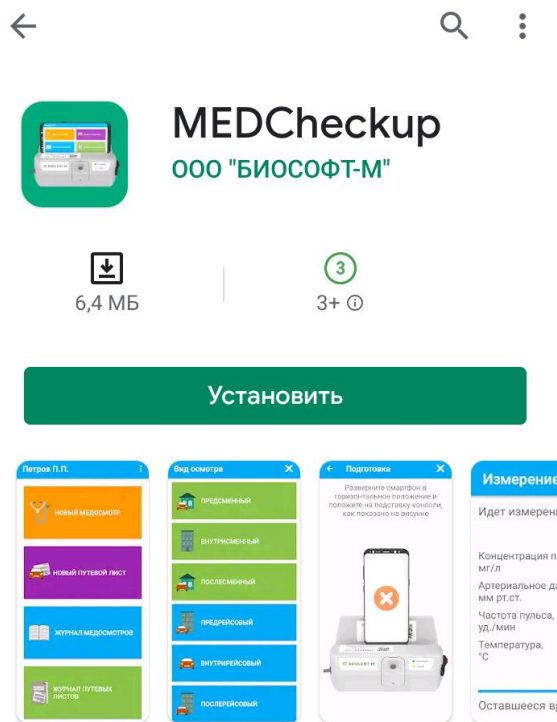 MEDCheckup
ООО "БИОСОФТ-М"
3
6,4 МБ
3+
Установить
Петров П.П.
НОВЫЙ МЕДОСМОТР
НОВЫЙ ПУТЕВОЙ ЛИСТ
ЖУРНАЛ МЕДОСМОТРОВ
ЖУРНАЛ ПУТЕВЫХ
ЛИСТОВ
Вид осмотра
ПРЕДСМЕННЫЙ
ВНУТРИСМЕННЫЙ
ПОСЛЕСМЕННЫЙ
ПРЕДРЕЙСОВЫЙ
ВНУТРИРЕЙСОВЫЙ
ПОСЛЕРЕЙСОВЫЙ
Подготовка
Разверните смартфон в
горизонтальное положение и
положите на подставку консоли,
как показано на рисунке
БИОСОФТ-М
Измерение
Идет измерени
Концентрация п
мг/л
Артериальное да
мм рт.ст.
Частота пульса,
уд./мин
Температура,
°C
Оставшееся вр